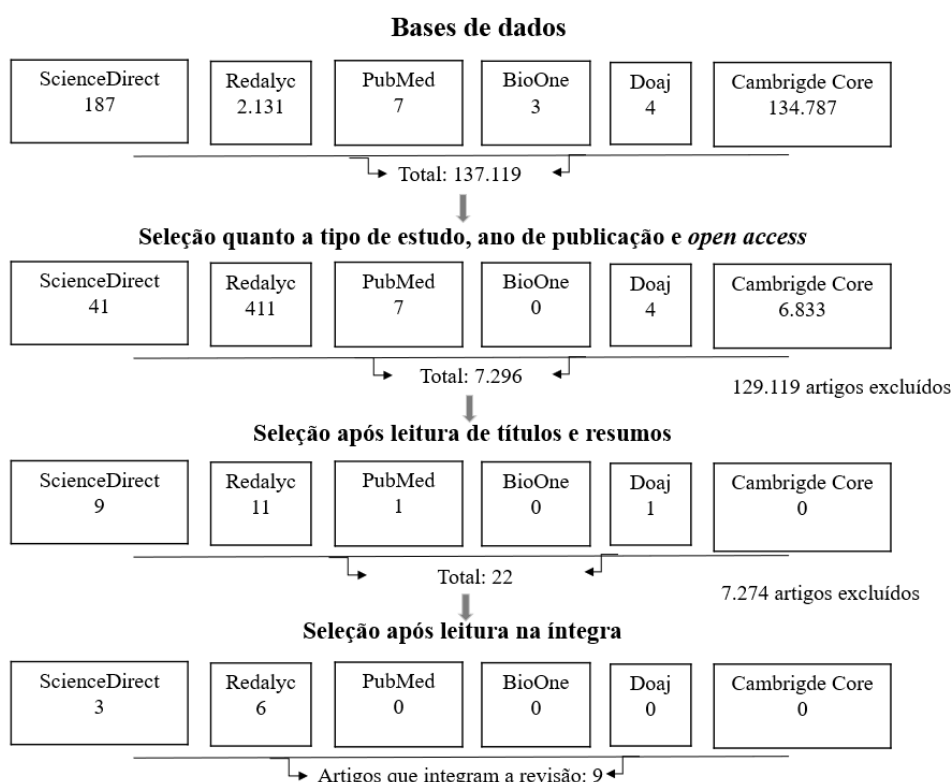 Bases de dados
ScienceDirect
187
Redalyc
2.131
PubMed
7
BioOne
3
Doaj
4
Cambrigde Core
134.787
Total: 137.119
Seleção quanto a tipo de estudo, ano de publicação e open access
ScienceDirect
41
Redalyc
411
PubMed
7
BioOne
0
Doaj
4
Cambrigde Core
6.833
Total: 7.296
129.119 artigos excluídos
Seleção após leitura de títulos e resumos
ScienceDirect
9
Redalyc
11
PubMed
1
BioOne
0
Doaj
1
Cambrigde Core
0
Total: 22
7.274 artigos excluídos
Seleção após leitura na íntegra
ScienceDirect
3
Redalyc
6
PubMed
0
BioOne
0
Doaj
0
Cambrigde Core
0
Artigos que integram a revisão: 9